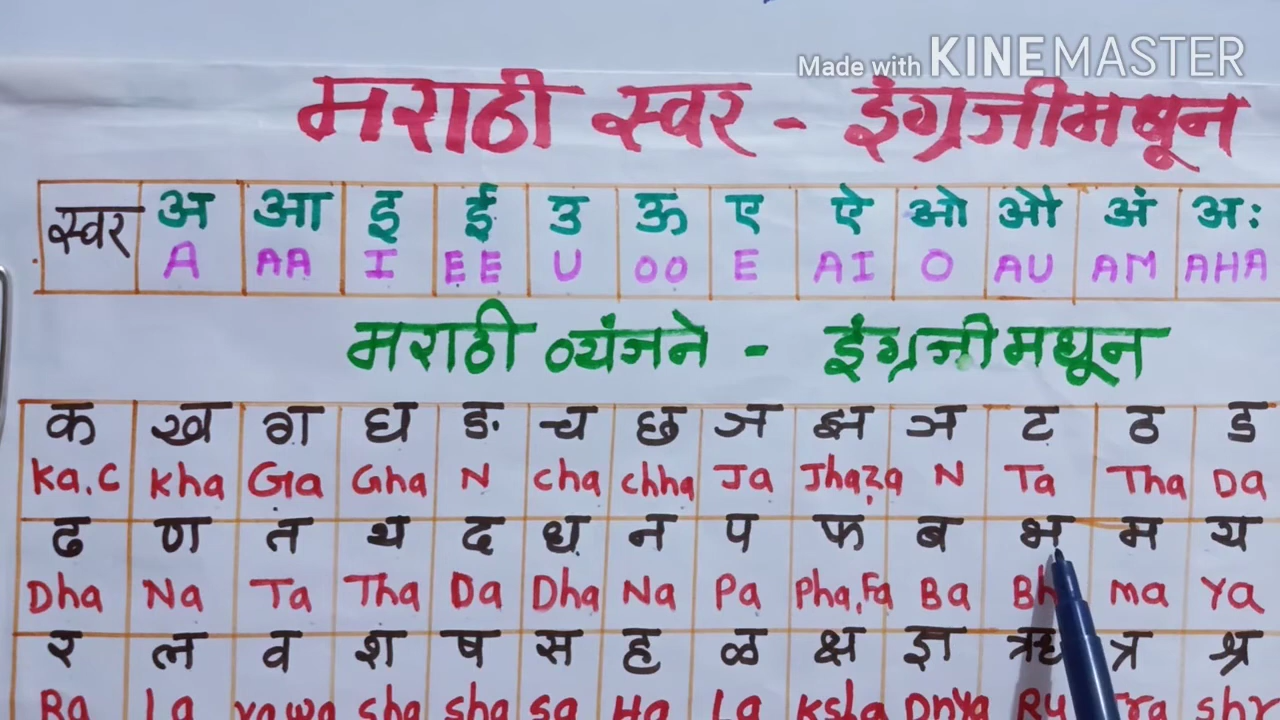 Made with KINEMASTER
मराठी स्वर - इंग्रजीमधून
स्वर अ आ इ ई उ ऊ ए ऐ ओ औ अं अः
A AA I EE U OO E AI O AU AM AHA
मराठी व्यंजने - इंग्रजीमधून
क ख ग घ ङ च छ ज झ ञ ट ठ ड
Ka,C Kha Ga Gha N Cha Chha Ja Jha,za N Ta Tha Da
ढ ण त थ द ध न प फ ब भ म य
Dha Na Ta Tha Da Dha Na Pa Pha,Fa Ba ma Ya
र ल व श ष स ह ळ क्ष ज्ञ ऋ त्र श्र
Ra La va,wa sha sha sa Ha La Ksha Dnya Ru